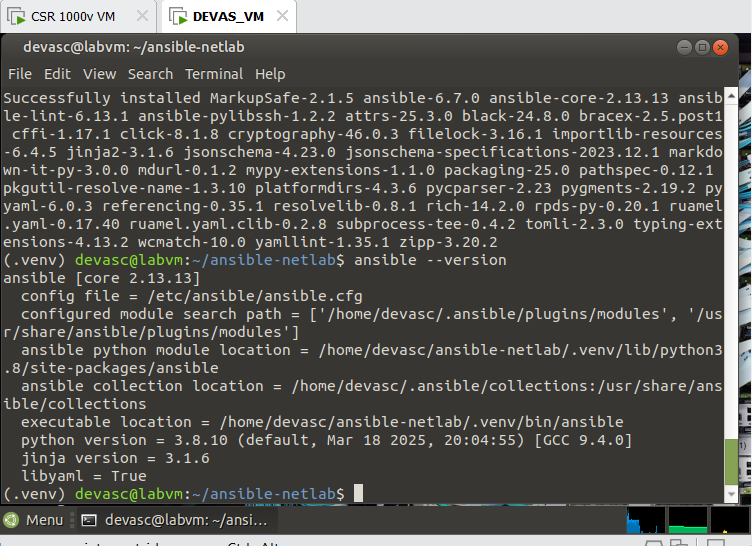 CSR 1000v VM
DEVAS_VM
devasc@labvm: ~/ansible-netlab
File Edit View Search Terminal Help
Successfully installed MarkupSafe-2.1.5 ansible-6.7.0 ansible-core-2.13.13 ansib
le-lint-6.13.1 ansible-pylibssh-1.2.2 attrs-25.3.0 black-24.8.0 bracex-2.5.post1
cffi-1.17.1 click-8.1.8 cryptography-46.0.3 filelock-3.16.1 importlib-resources
-6.4.5 jinja2-3.1.6 jsonschema-4.23.0 jsonschema-specifications-2023.12.1 markdo
wn-it-py-3.0.0 mdurl-0.1.2 mypy-extensions-1.1.0 packaging-25.0 pathspec-0.12.1
pkgutil-resolve-name-1.3.10 platformdirs-4.3.6 pycparser-2.23 pygments-2.19.2 py
yaml-6.0.3 referencing-0.35.1 resolvelib-0.8.1 rich-14.2.0 rpds-py-0.20.1 ruamel
.yaml-0.17.40 ruamel.yaml.clib-0.2.8 subprocess-tee-0.4.2 tomli-2.3.0 typing-ext
ensions-4.13.2 wcmatch-10.0 yamllint-1.35.1 zipp-3.20.2
(.venv) devasc@labvm:~/ansible-netlab$ ansible --version
ansible [core 2.13.13]
config file = /etc/ansible/ansible.cfg
configured module search path = ['/home/devasc/.ansible/plugins/modules', '/us
r/share/ansible/plugins/modules']
ansible python module location = /home/devasc/ansible-netlab/.venv/lib/python3
.8/site-packages/ansible
ansible collection location = /home/devasc/.ansible/collections:/usr/share/ans
ible/collections
executable location = /home/devasc/ansible-netlab/.venv/bin/ansible
python version = 3.8.10 (default, Mar 18 2025, 20:04:55) [GCC 9.4.0]
jinja version = 3.1.6
libyaml = True
(.venv) devasc@labvm:~/ansible-netlab$
Menu
devasc@labvm: ~/ansi...